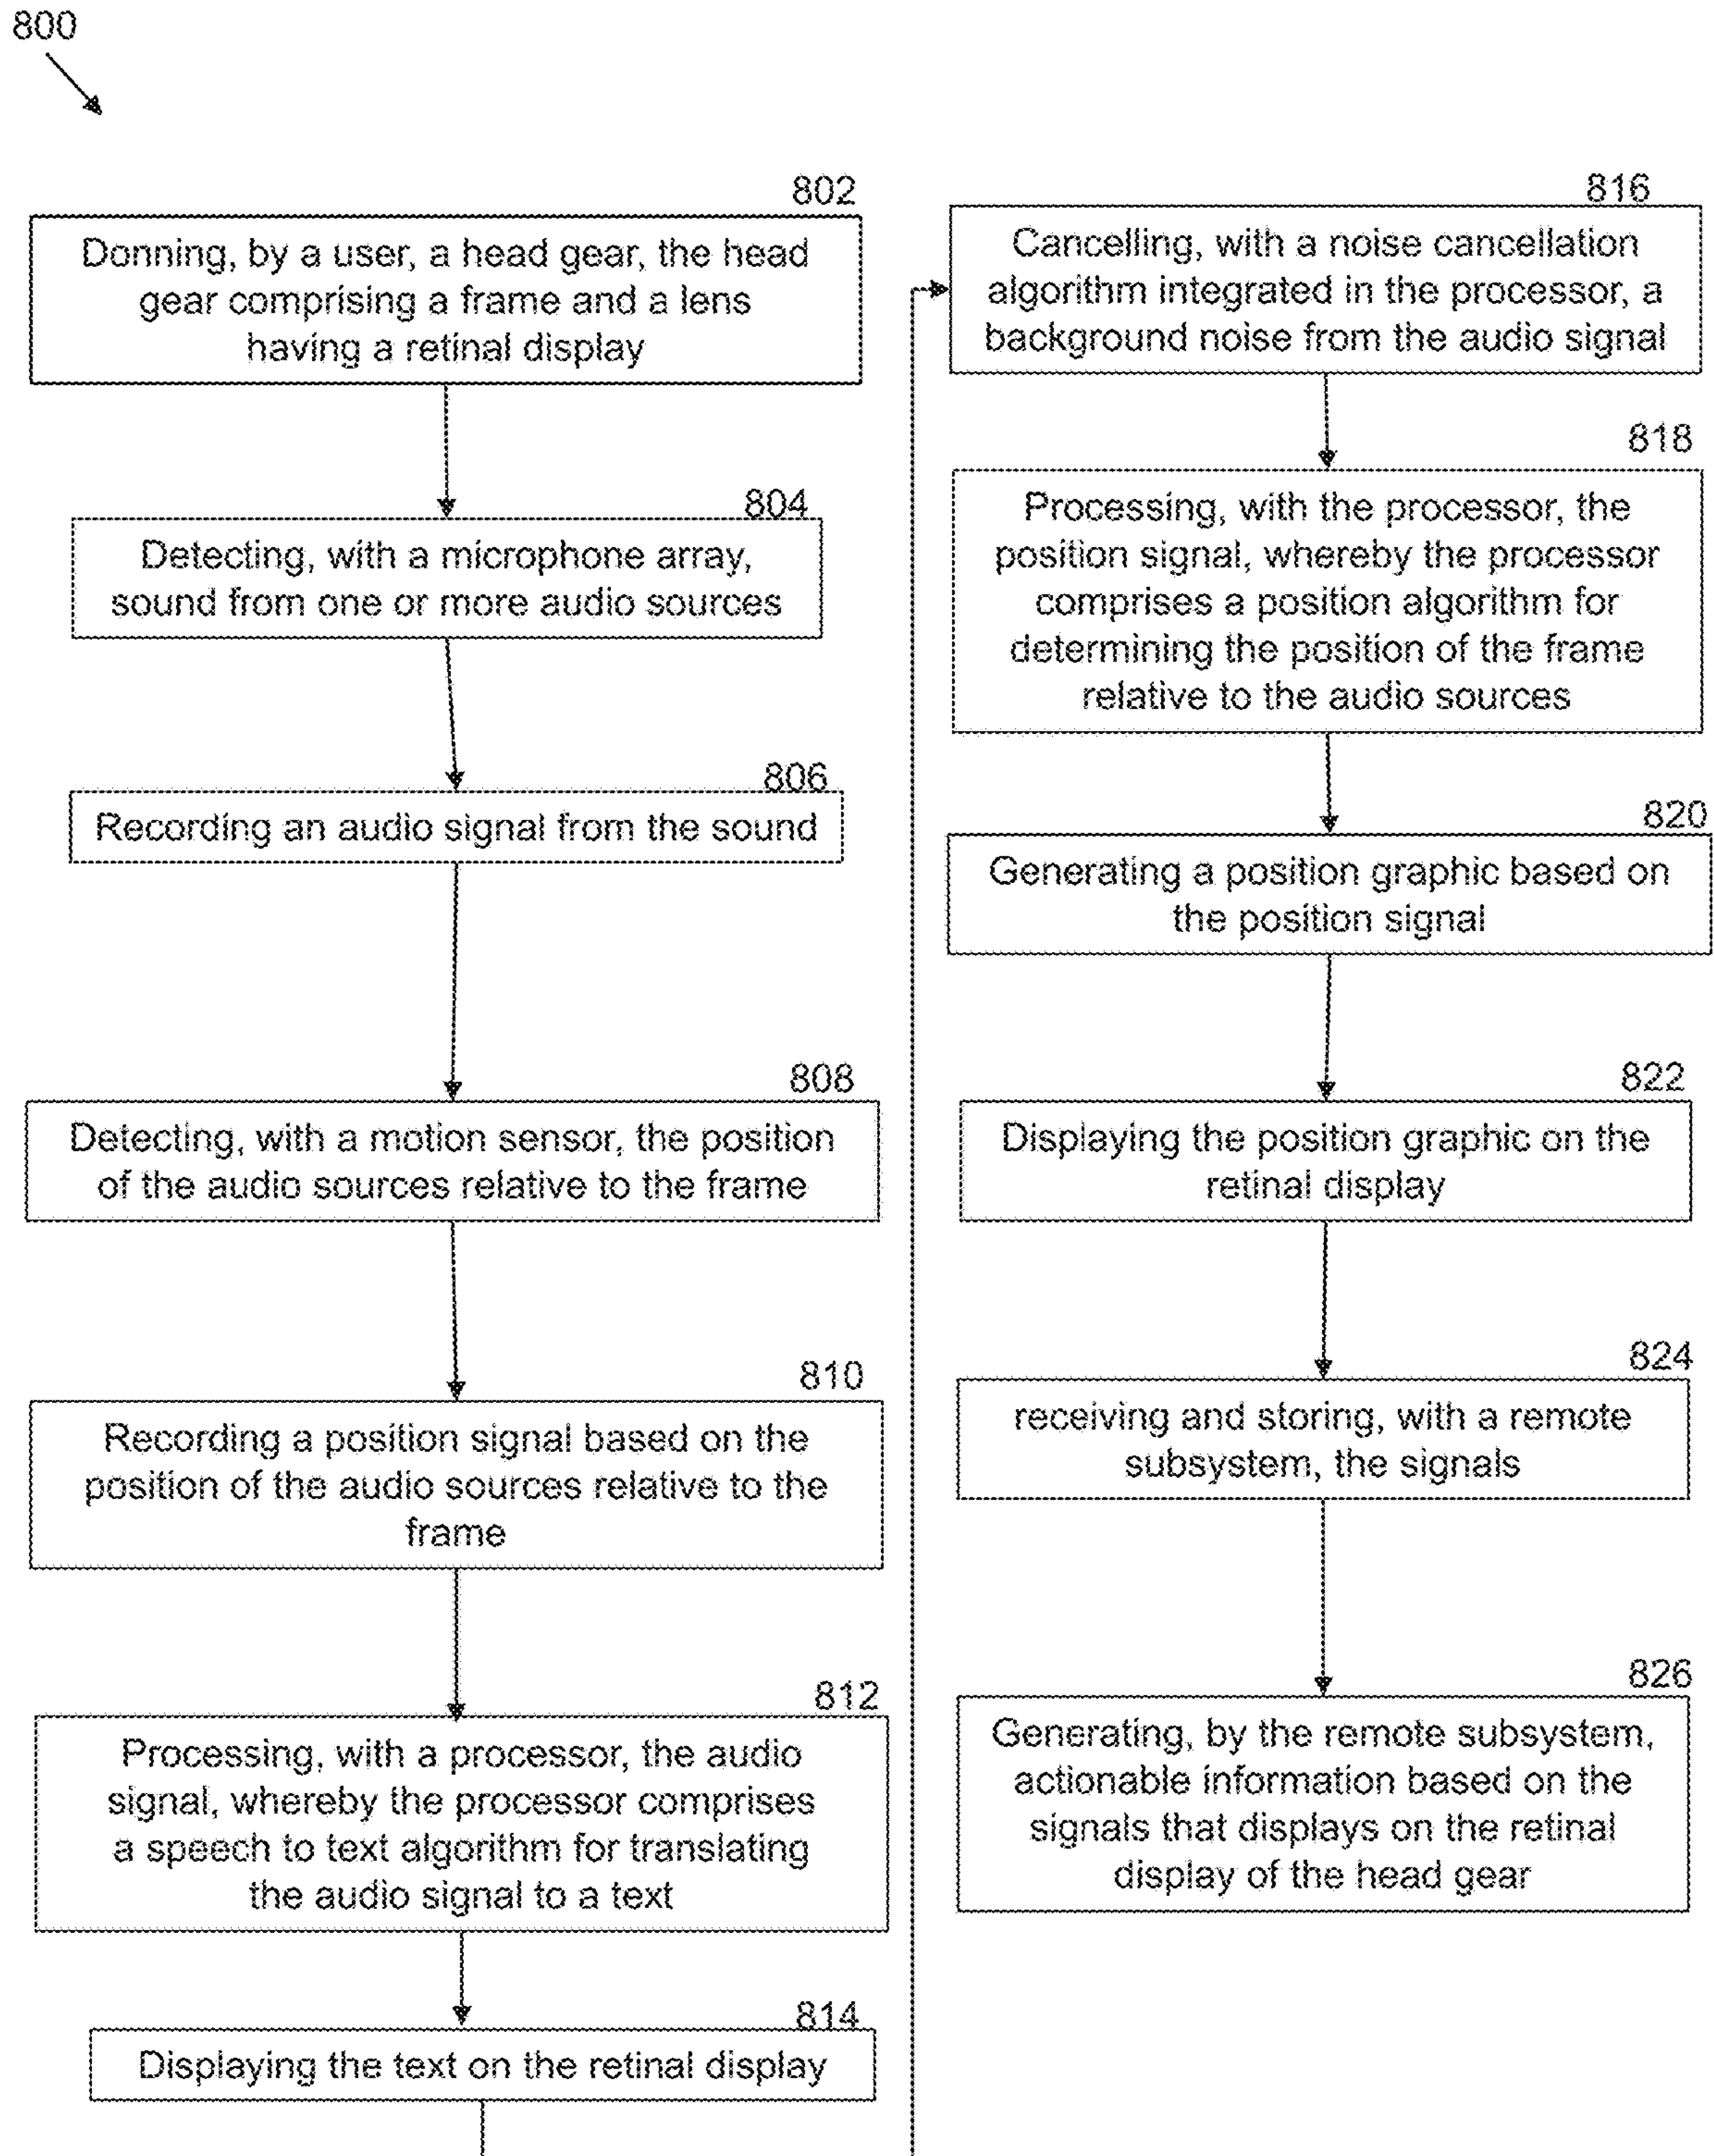 800
802
Donning, by a user, a head gear, the head
gear comprising a frame and a lens
having a retinal display
804
Detecting, with a microphone array,
sound from one or more audio sources
806
Recording an audio signal from the sound
808
Detecting, with a motion sensor, the position
of the audio sources relative to the frame
810
Recording a position signal based on the
position of the audio sources relative to the
frame
812
Processing, with a processor, the audio
signal, whereby the processor comprises
a speech to text algorithm for translating
the audio signal to a text
814
Displaying the text on the retinal display
816
Cancelling, with a noise cancellation
algorithm integrated in the processor, a
background noise from the audio signal
818
Processing, with the processor, the
position signal, whereby the processor
comprises a position algorithm for
determining the position of the frame
relative to the audio sources
820
Generating a position graphic based on
the position signal
822
Displaying the position graphic on the
retinal display
824
receiving and storing, with a remote
subsystem, the signals
826
Generating, by the remote subsystem,
actionable information based on the
signals that displays on the retinal
display of the head gear